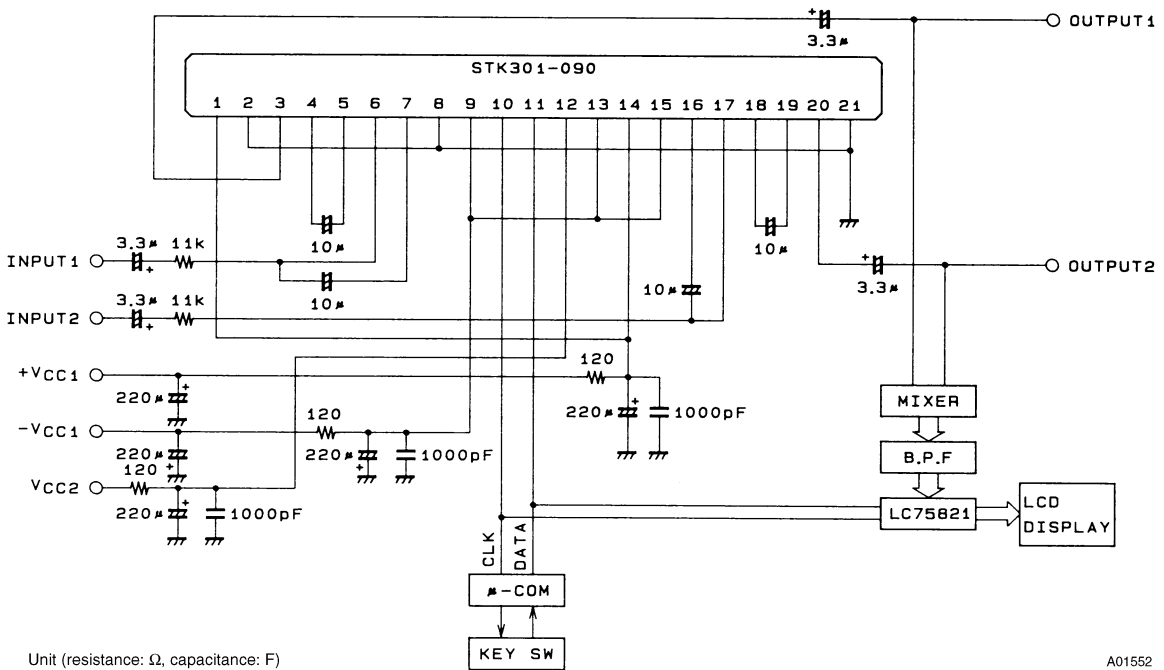 OUTPUT1
3.3μ
STK301-090
1 2 3 4 5 6 7 8 9 10 11 12 13 14 15 16 17 18 19 20 21
10μ
10μ
INPUT1
3.3μ
11k
10μ
3.3μ
OUTPUT2
10μ
INPUT2
3.3μ
11k
+VCC1
220μ
120
220μ
1000pF
MIXER
-VCC1
220μ
120
220μ
1000pF
B.P.F
VCC2
120
220μ
1000pF
LC75821
LCD
DISPLAY
CLK
DATA
μ-COM
KEY SW
Unit (resistance: Ω, capacitance: F)
A01552